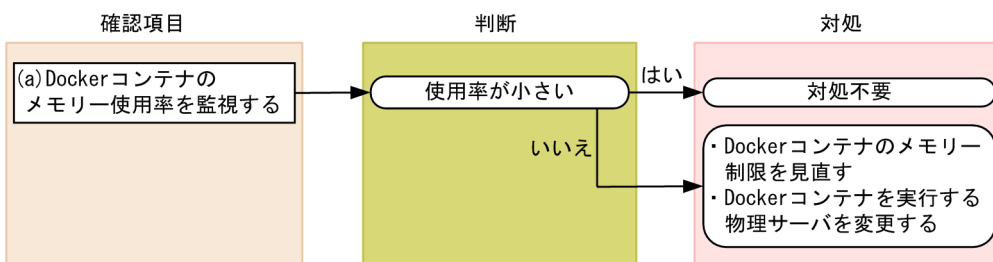 確認項目
判断
対処
(a)Dockerコンテナの
メモリー使用率を監視する
使用率が小さい
はい
対処不要
いいえ
・Dockerコンテナのメモリー
制限を見直す
・Dockerコンテナを実行する
物理サーバを変更する